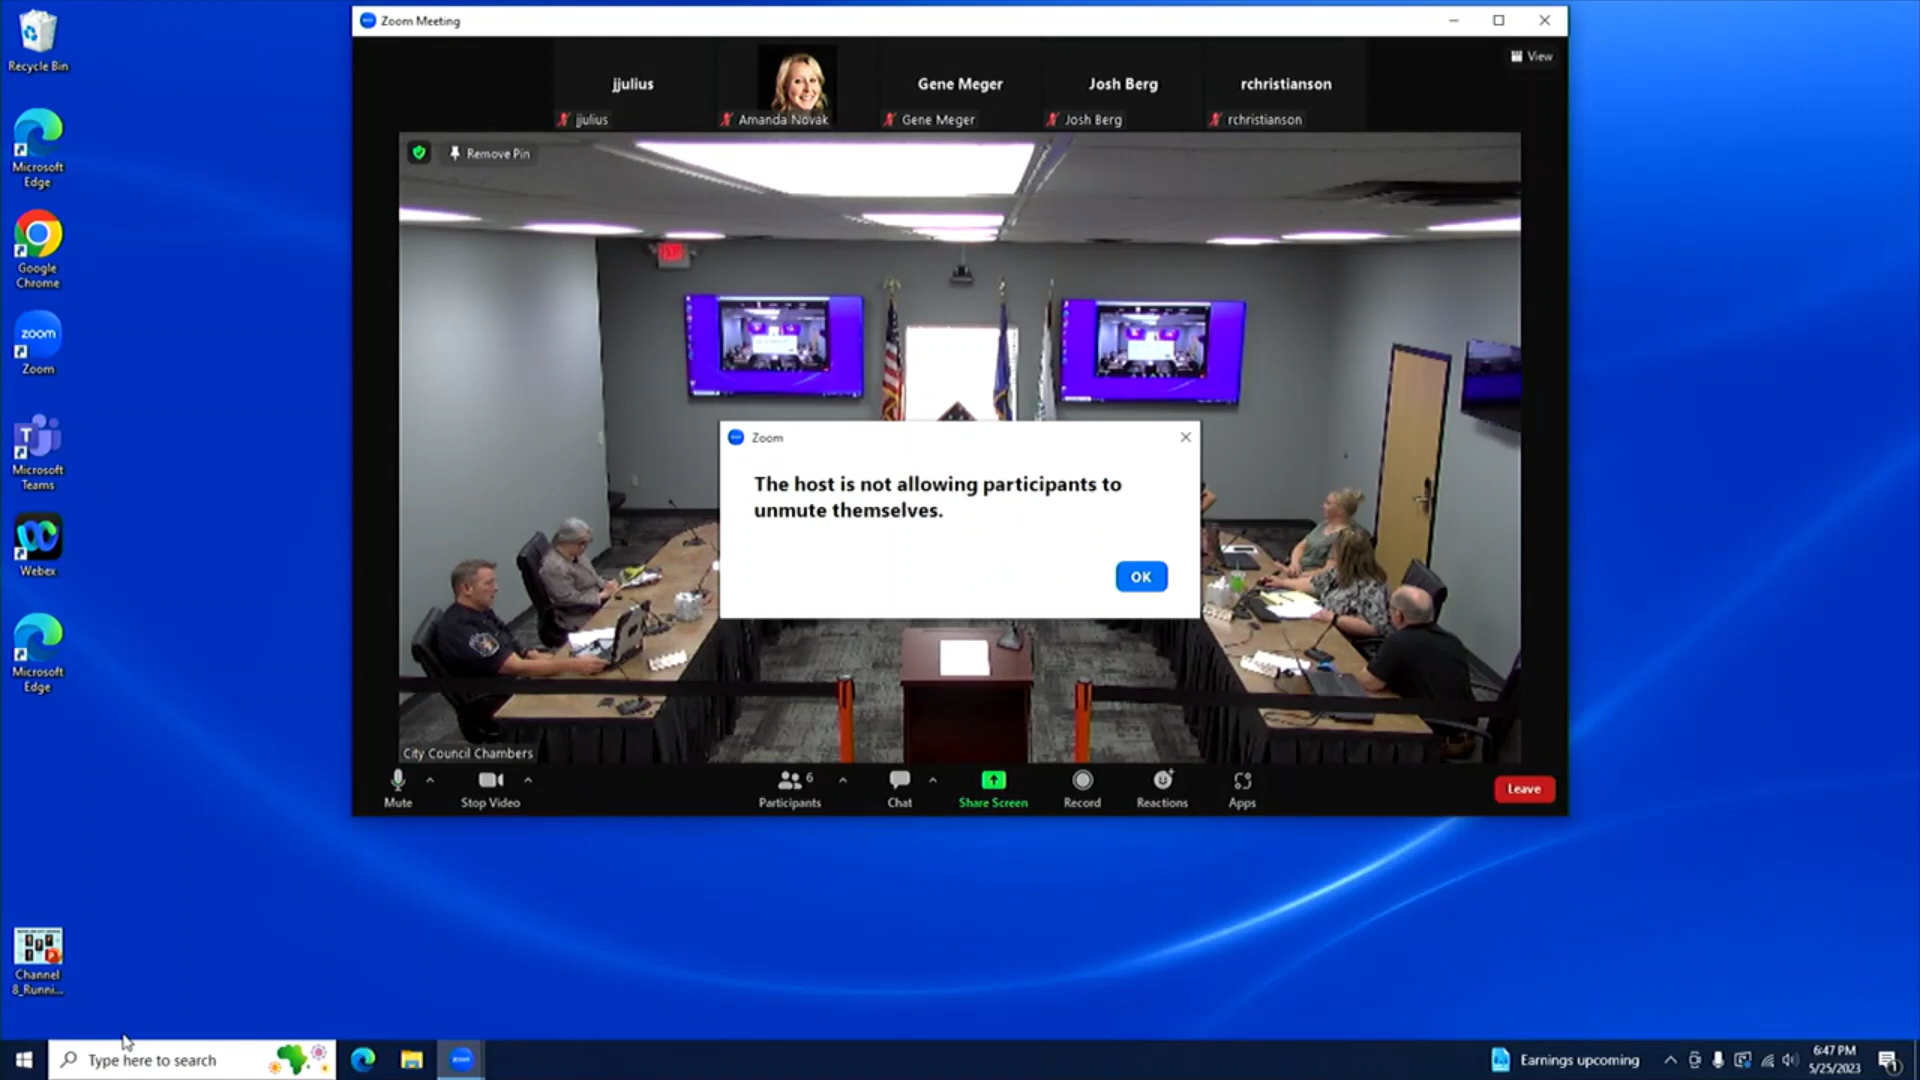 Zoom Meeting
View
jjulius
Gene Meger
Josh Berg
rchristianson
jjulius
Amanda Novak
Gene Meger
Josh Berg
rchristianson
Remove Pin
EXIT
Zoom
The host is not allowing participants to
unmute themselves.
OK
City Council Chambers
Mute
Stop Video
6
Participants
Chat
Share Screen
Record
Reactions
Apps
Leave
Recycle Bin
Microsoft
Edge
Google
Chrome
zoom
Zoom
Microsoft
Teams
Webex
Microsoft
Edge
Channel
8_Runni...
Type here to search
zoom
Earnings upcoming
6:47 PM
5/25/2023
1